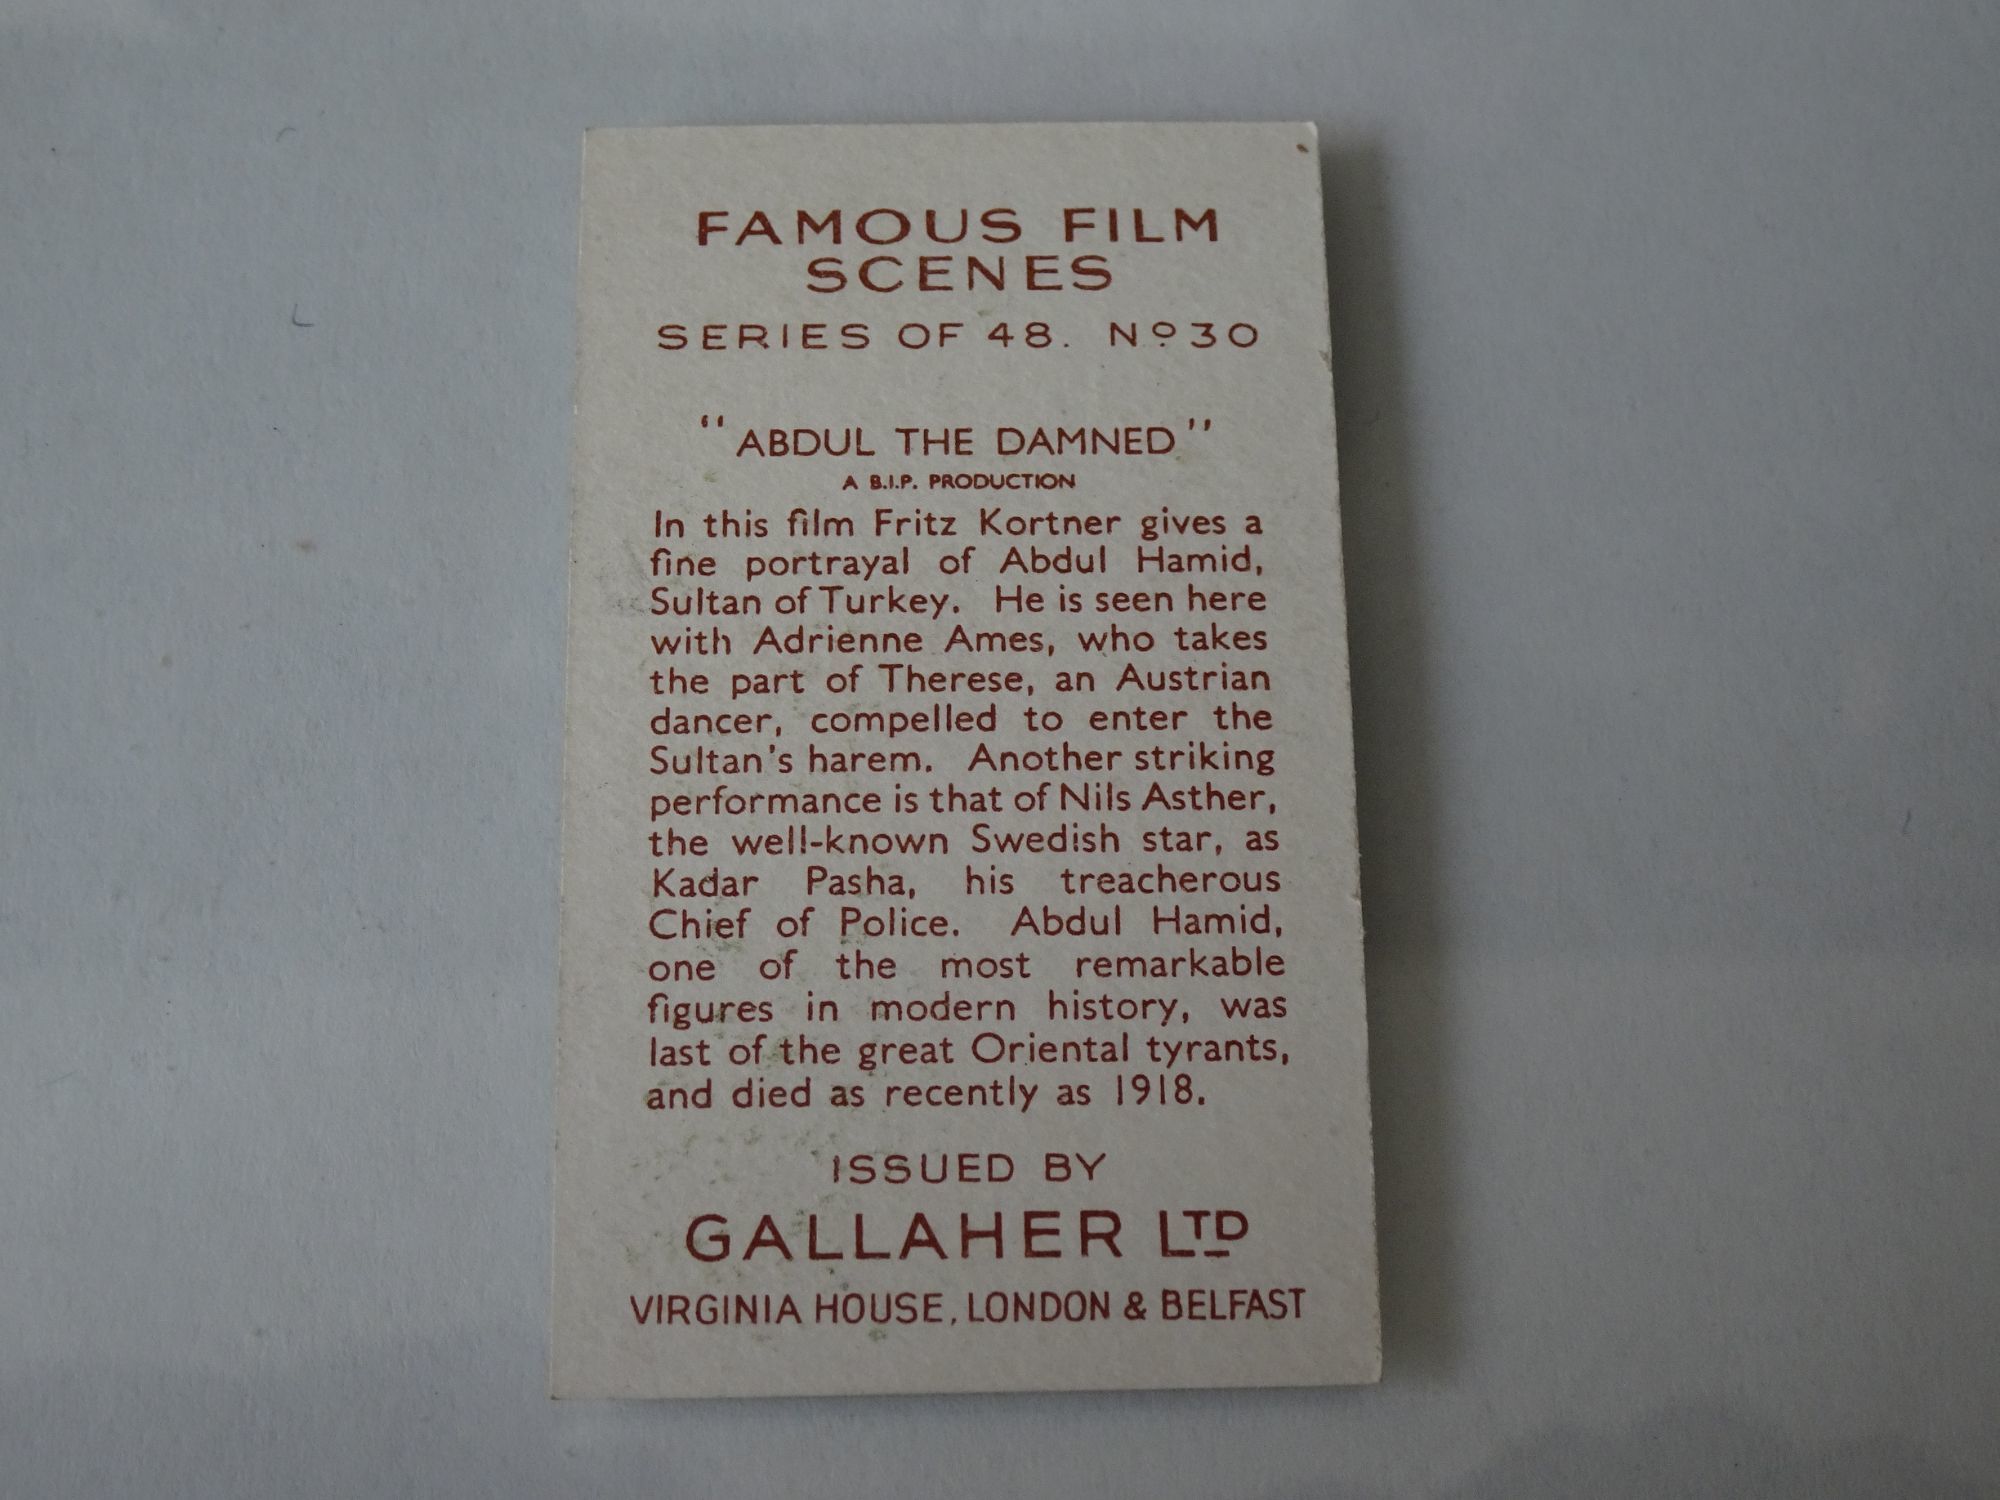 FAMOUS FILM
SCENES
SERIES OF 48. Nº 30
"ABDUL THE DAMNED"
A B.I.P. PRODUCTION
In this film Fritz Kortner gives a
fine portrayal of Abdul Hamid,
Sultan of Turkey. He is seen here
with Adrienne Ames, who takes
the part of Therese, an Austrian
dancer, compelled to enter the
Sultan's harem. Another striking
performance is that of Nils Asther,
the well-known Swedish star, as
Kadar Pasha, his treacherous
Chief of Police. Abdul Hamid,
one of the most remarkable
figures in modern history, was
last of the great Oriental tyrants,
and died as recently as 1918.
ISSUED BY
GALLAHER LTD
VIRGINIA HOUSE, LONDON & BELFAST